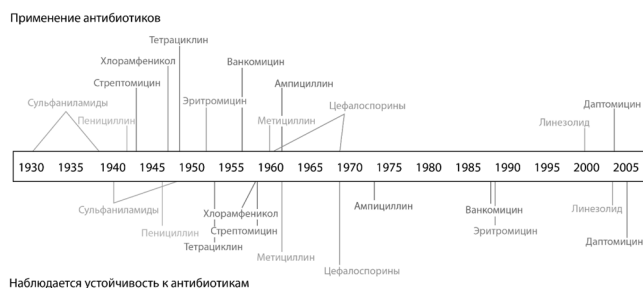 Применение антибиотиков
Тетрациклин
Хлорамфеникол
Ванкомицин
Стрептомицин
Ампициллин
Сульфаниламиды
Эритромицин
Цефалоспорины
Даптомицин
Пенициллин
Метициллин
Линезолид
1930 1935 1940 1945 1950 1955 1960 1965 1970 1975 1980 1985 1990 1995 2000 2005
Сульфаниламиды
Хлорамфеникол
Ампициллин
Ванкомицин
Линезолид
Пенициллин
Стрептомицин
Эритромицин
Тетрациклин
Даптомицин
Метициллин
Цефалоспорины
Наблюдается устойчивость к антибиотикам